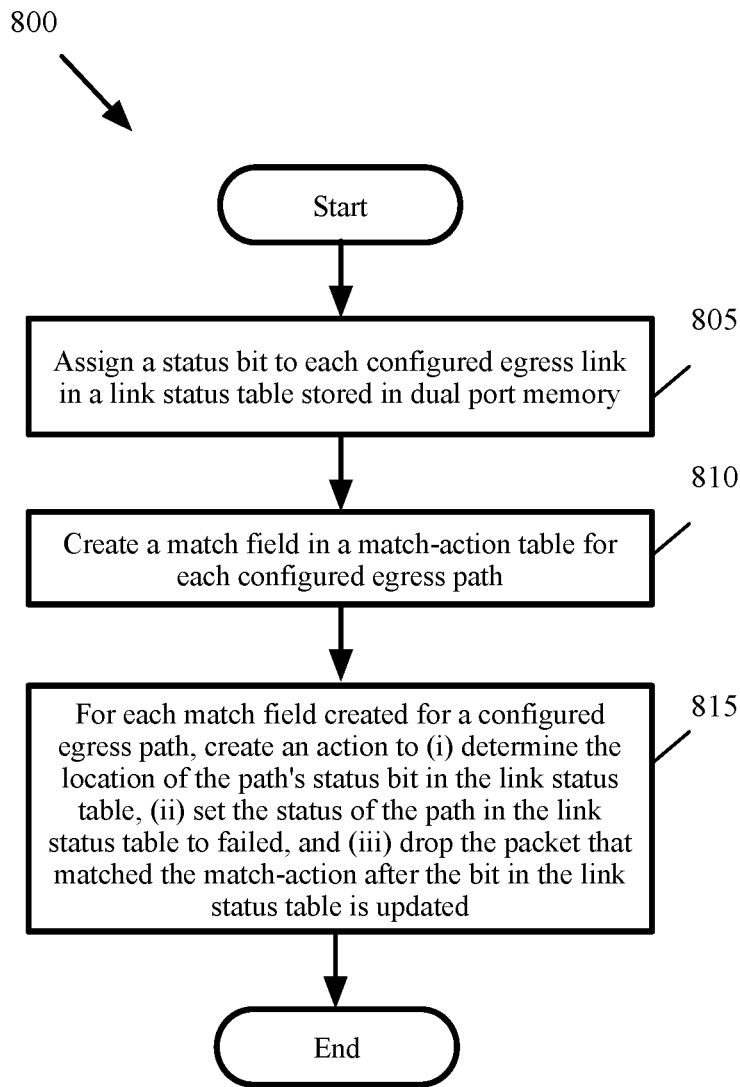 800
Start
805
Assign a status bit to each configured egress link
in a link status table stored in dual port memory
810
Create a match field in a match-action table for
each configured egress path
815
For each match field created for a configured
egress path, create an action to (i) determine the
location of the path's status bit in the link status
table, (ii) set the status of the path in the link
status table to failed, and (iii) drop the packet that
matched the match-action after the bit in the link
status table is updated
End